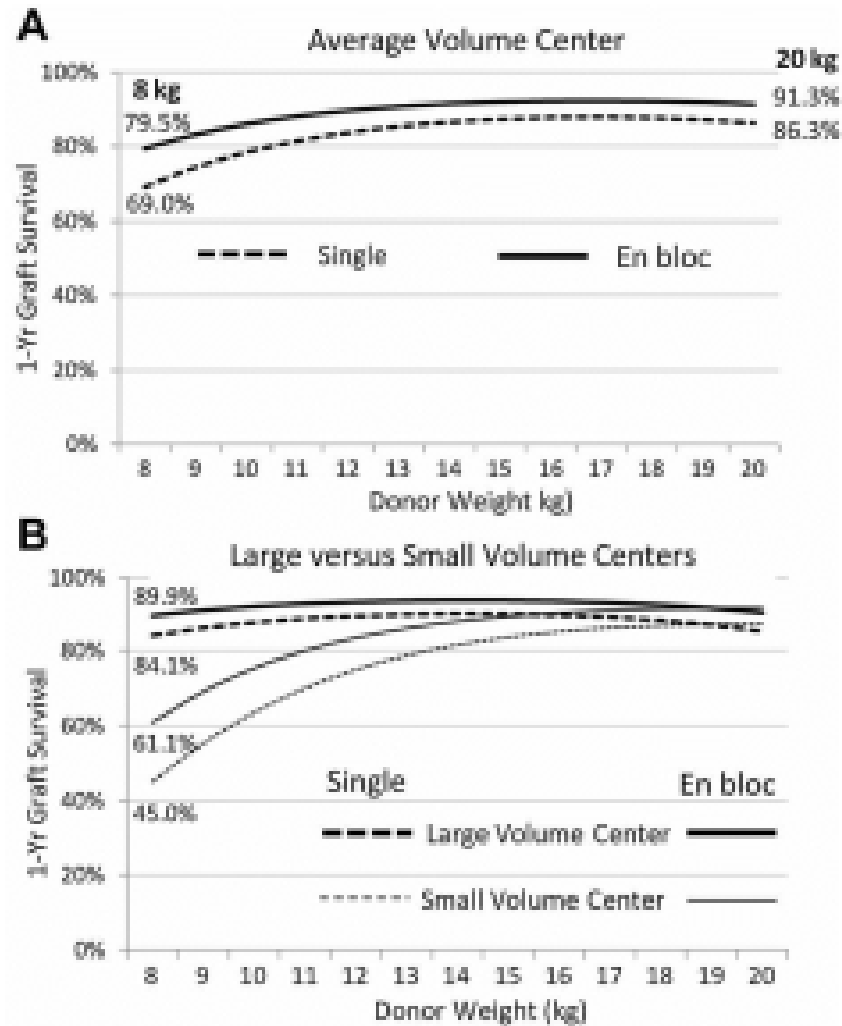 A
Average Volume Center
1-Yr Graft Survival
100%
80%
60%
40%
20%
0%
8 kg
79.5%
69.0%
20 kg
91.3%
86.3%
Single
En bloc
8 9 10 11 12 13 14 15 16 17 18 19 20
Donor Weight kg)
B
Large versus Small Volume Centers
1-Yr Graft Survival
100%
80%
60%
40%
20%
0%
89.9%
84.1%
61.1%
45.0%
Single En bloc
Large Volume Center
Small Volume Center
8 9 10 11 12 13 14 15 16 17 18 19 20
Donor Weight (kg)